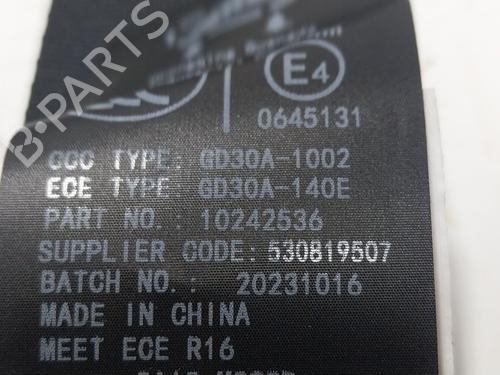 E4
0645131
CCC TYPE: GD30A-1002
ECE TYPE: GD30A-140E
PART NO.: 10242536
SUPPLIER CODE: 530819507
BATCH NO.: 20231016
MADE IN CHINA
MEET ECE R16
B-PARTS